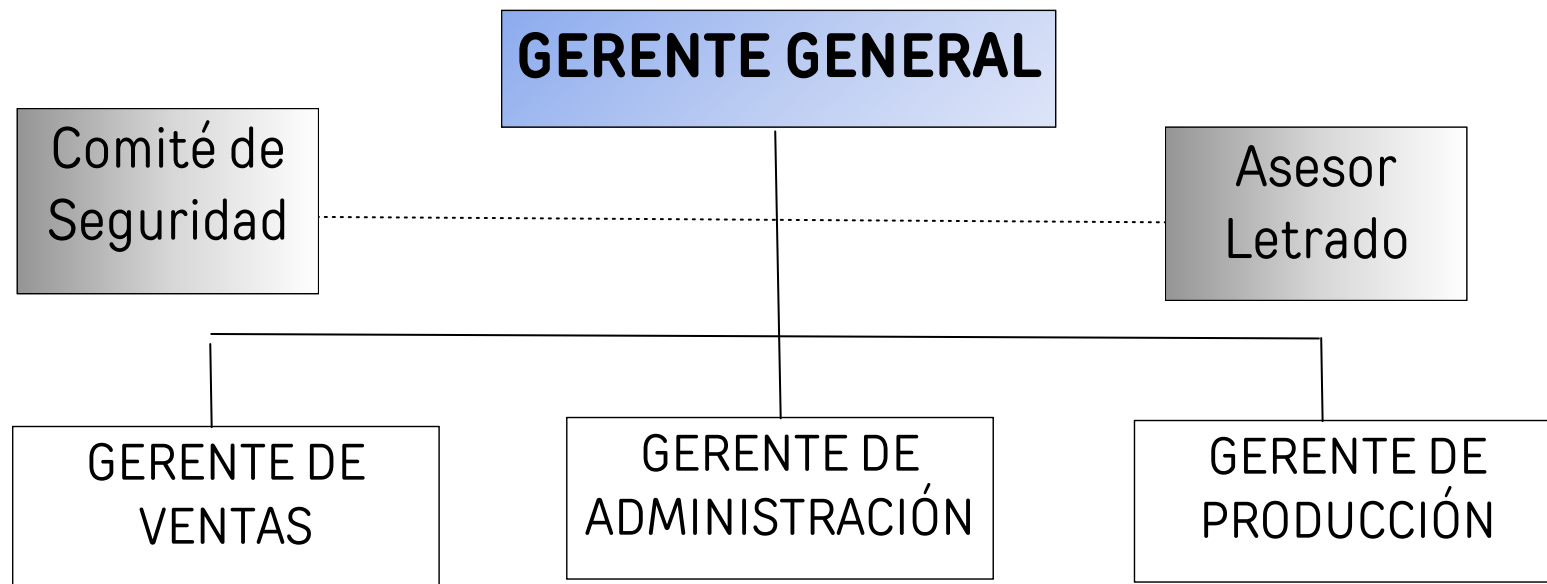 GERENTE GENERAL
Comité de
Seguridad
Asesor
Letrado
GERENTE DE
VENTAS
GERENTE DE
ADMINISTRACIÓN
GERENTE DE
PRODUCCIÓN